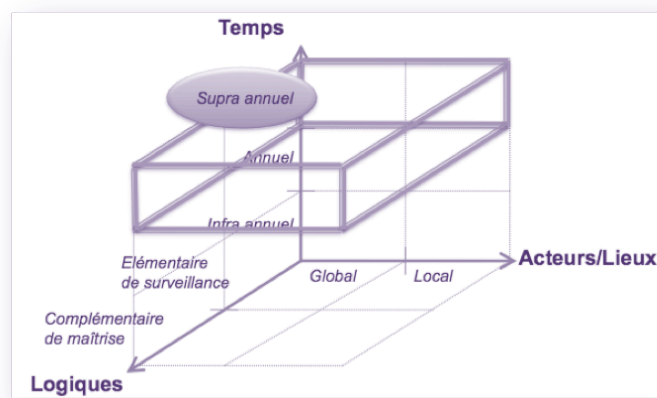 Temps
Supra annuel
Annuel
Infra annuel
Elémentaire
de surveillance
Global
Local
Acteurs/Lieux
Complémentaire
de maîtrise
Logiques